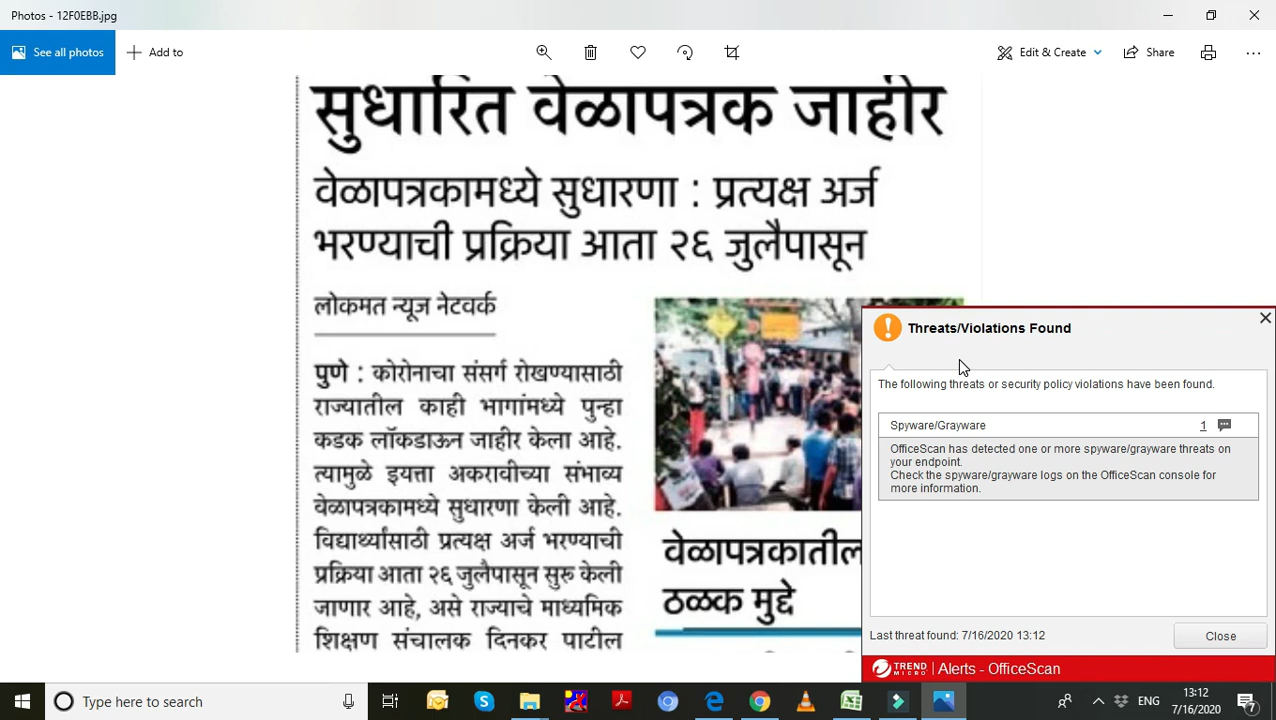 Photos - 12F0EBB.jpg
See all photos
Add to
Edit & Create
Share
सुधारित वेळापत्रक जाहीर
वेळापत्रकामध्ये सुधारणा : प्रत्यक्ष अर्ज
भरण्याची प्रक्रिया आता २६ जुलैपासून
लोकमत न्यूज नेटवर्क
पुणे : कोरोनाचा संसर्ग रोखण्यासाठी
राज्यातील काही भागांमध्ये पुन्हा
कडक लॉकडाऊन जाहीर केला आहे.
त्यामुळे इयत्ता अकरावीच्या संभाव्य
वेळापत्रकामध्ये सुधारणा केली आहे.
विद्यार्थ्यांसाठी प्रत्यक्ष अर्ज भरण्याची
प्रक्रिया आता २६ जुलैपासून सुरू केली
जाणार आहे, असे राज्याचे माध्यमिक
शिक्षण संचालक दिनकर पाटील
वेळापत्रकातील
ठळक मुद्दे
Threats/Violations Found
The following threats or security policy violations have been found.
Spyware/Grayware 1
OfficeScan has detected one or more spyware/grayware threats on
your endpoint.
Check the spyware/grayware logs on the OfficeScan console for
more information.
Last threat found: 7/16/2020 13:12
Close
TREND MICRO | Alerts - OfficeScan
Type here to search
ENG
13:12
7/16/2020
7